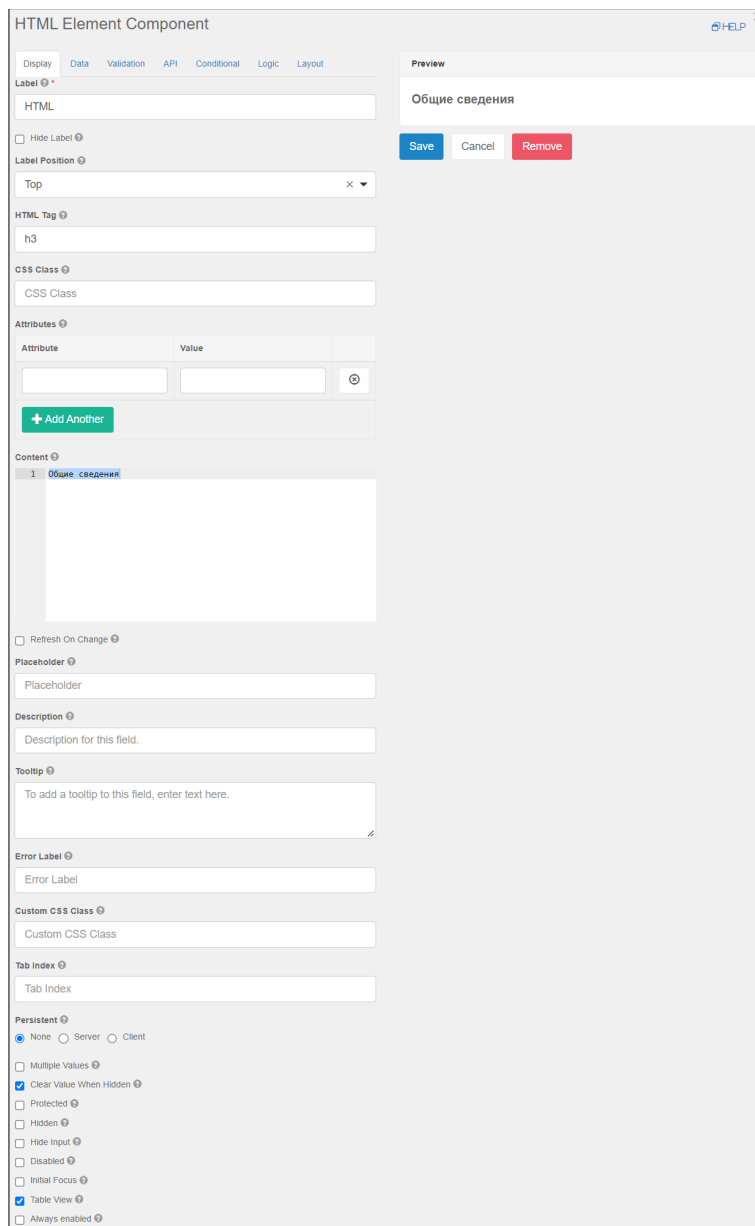 HTML Element Component
HELP
Display Data Validation API Conditional Logic Layout
Label *
HTML
Hide Label
Label Position
Top
HTML Tag
h3
CSS Class
CSS Class
Attributes
Attribute Value
Add Another
Content
1 Общие сведения
Refresh On Change
Placeholder
Placeholder
Description
Description for this field.
Tooltip
To add a tooltip to this field, enter text here.
Error Label
Error Label
Custom CSS Class
Custom CSS Class
Tab Index
Tab Index
Persistent
None Server Client
Multiple Values
Clear Value When Hidden
Protected
Hidden
Hide Input
Disabled
Initial Focus
Table View
Always enabled
Preview
Общие сведения
Save Cancel Remove